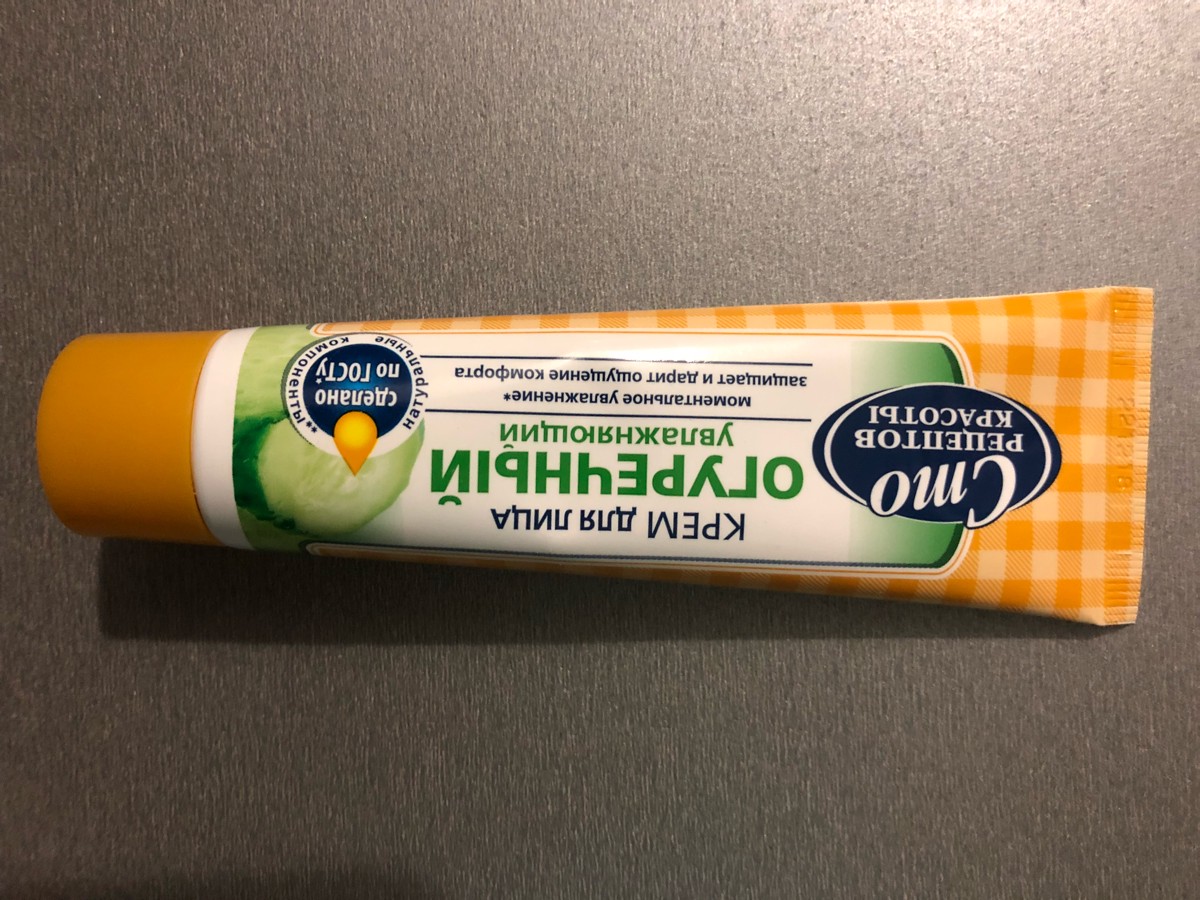 Сто
РЕЦЕПТОВ
КРАСОТЫ
КРЕМ ДЛЯ ЛИЦА
ОГУРЕЧНЫЙ
УВЛАЖНЯЮЩИЙ
моментальное увлажнение*
защищает и дарит ощущение комфорта
сделано
по ГОСТу
натуральные компоненты**